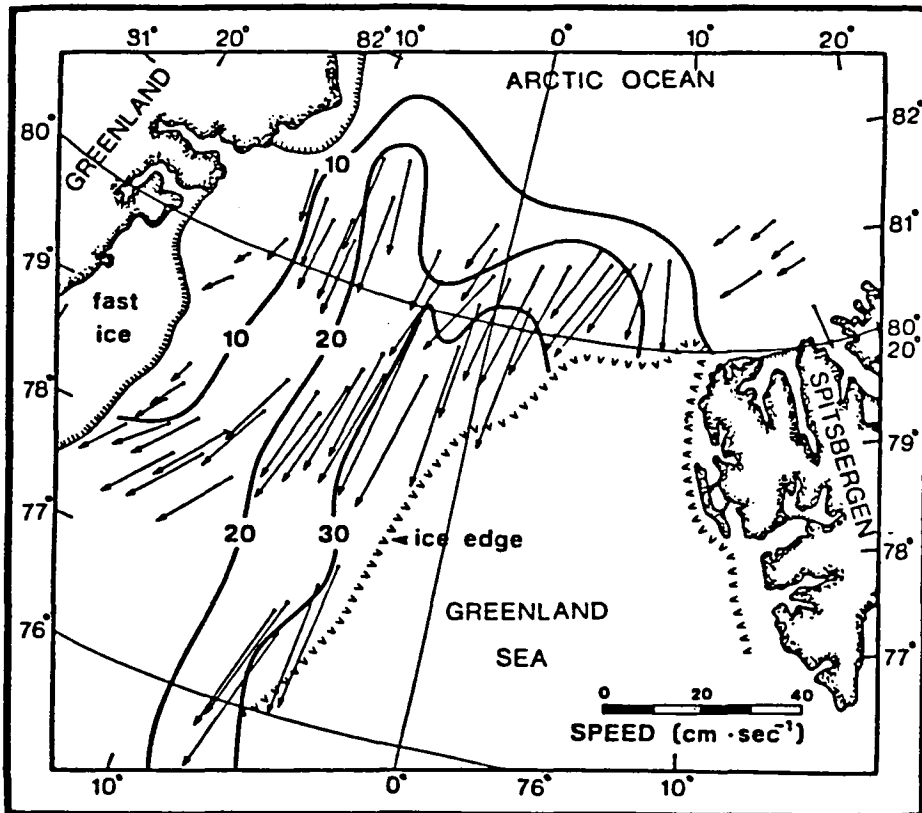 31° 20° 82° 10° 0° 10° 20°
ARCTIC OCEAN
GREENLAND
80°
82°
10
79°
81°
fast
ice
10
20
80°
20°
78°
SPITSBERGEN
79°
77°
20
30
ice edge
78°
76°
GREENLAND
SEA
77°
0 20 40
SPEED (cm · sec⁻¹)
10° 0° 76° 10°